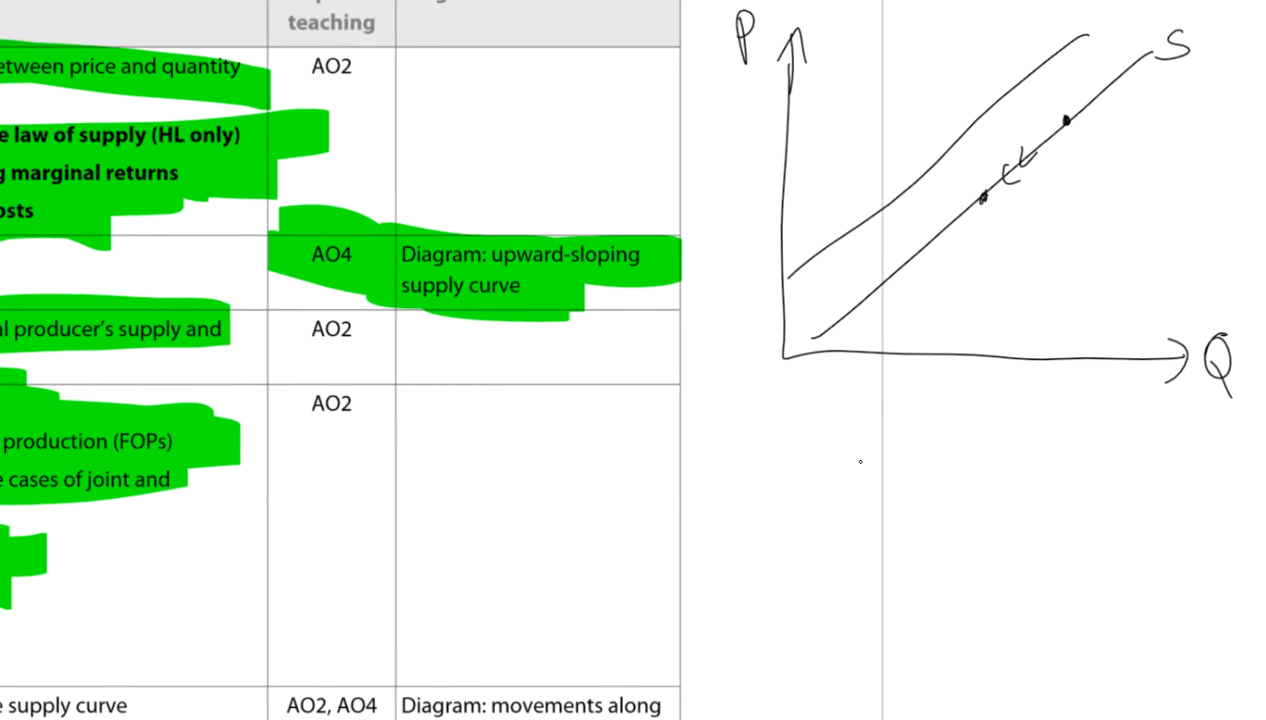 teaching
etween price and quantity
AO2
e law of supply (HL only)
g marginal returns
osts
AO4
Diagram: upward-sloping
supply curve
al producer's supply and
AO2
AO2
production (FOPs)
e cases of joint and
e supply curve
AO2, AO4
Diagram: movements along
P
S
Q